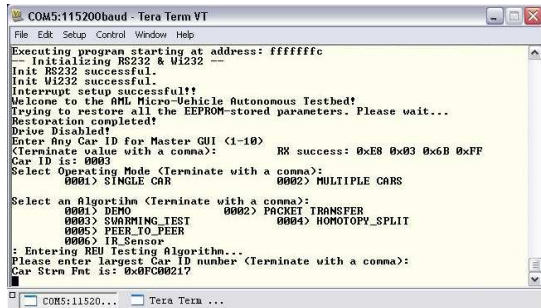 COM5:115200baud - Tera Term VT
File Edit Setup Control Window Help
Executing program starting at address: fffffffc
-- Initializing RS232 & Wi232 --
Init RS232 successful.
Init Wi232 successful.
Interrupt setup successful!!
Welcome to the AML Micro-Vehicle Autonomous Testbed!
Trying to restore all the EEPROM-stored parameters. Please wait...
Restoration completed!
Drive Disabled!
Enter Any Car ID for Master GUI (1-10)
(Terminate value with a comma): RX success: 0xE8 0x03 0x6B 0xFF
Car ID is: 0003
Select Operating Mode (Terminate with a comma):
0001) SINGLE CAR 0002) MULTIPLE CARS
Select an Algortihm (Terminate with a comma):
0001) DEMO 0002) PACKET TRANSFER
0003) SWARMING_TEST 0004) HOMOTOPY_SPLIT
0005) PEER_TO_PEER
0006) IR_Sensor
: Entering REU Testing Algorithm...
Please enter largest Car ID number (Terminate with a comma):
Car Strm Fmt is: 0x0FC00217
COM5:11520... Tera Term ...